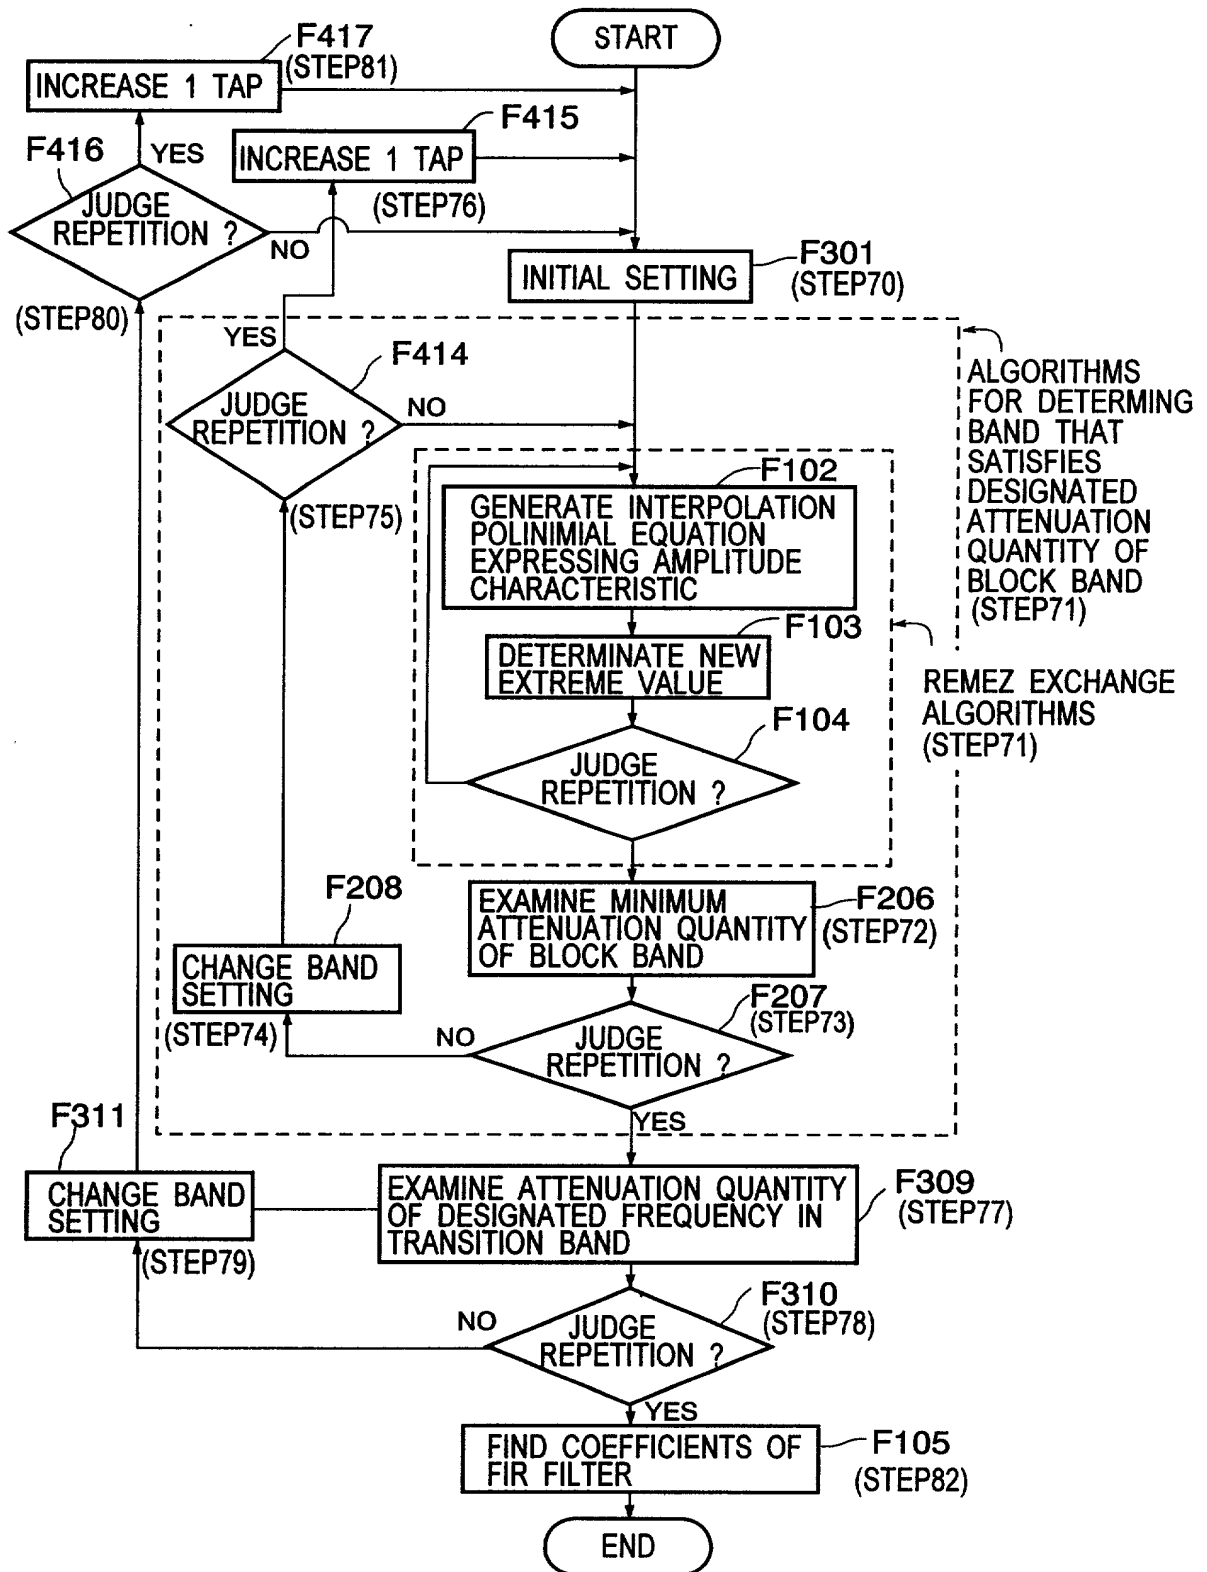 START
F417
(STEP81)
INCREASE 1 TAP
F415
INCREASE 1 TAP
(STEP76)
F416
YES
JUDGE
REPETITION ?
NO
(STEP80)
F301
(STEP70)
INITIAL SETTING
YES
F414
JUDGE
REPETITION ?
NO
(STEP75)
ALGORITHMS
FOR DETERMING
BAND THAT
SATISFIES
DESIGNATED
ATTENUATION
QUANTITY OF
BLOCK BAND
(STEP71)
F102
GENERATE INTERPOLATION
POLINIMIAL EQUATION
EXPRESSING AMPLITUDE
CHARACTERISTIC
F103
DETERMINATE NEW
EXTREME VALUE
REMEZ EXCHANGE
ALGORITHMS
(STEP71)
F104
JUDGE
REPETITION ?
F208
CHANGE BAND
SETTING
(STEP74)
EXAMINE MINIMUM
ATTENUATION QUANTITY
OF BLOCK BAND
F206
(STEP72)
F207
(STEP73)
NO
JUDGE
REPETITION ?
YES
F311
CHANGE BAND
SETTING
(STEP79)
EXAMINE ATTENUATION QUANTITY
OF DESIGNATED FREQUENCY IN
TRANSITION BAND
F309
(STEP77)
F310
(STEP78)
NO
JUDGE
REPETITION ?
YES
FIND COEFFICIENTS OF
FIR FILTER
F105
(STEP82)
END